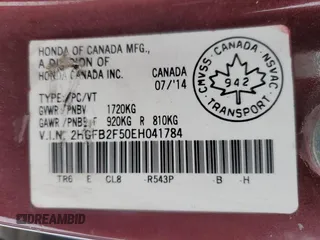 HONDA OF CANADA MFG.,
A DIVISION OF
HONDA CANADA INC.
CANADA
07/'14
TYPE:/PC/VT
GVWR /PNBV 1720KG
GAWR /PNBE F 920KG R 810KG
V.I.N: 2HGFB2F50EH041784
TR6 E CL8 -R543P -B H
CMVSS-CANADA-NSVAC
942
TRANSPORT
DREAMBID